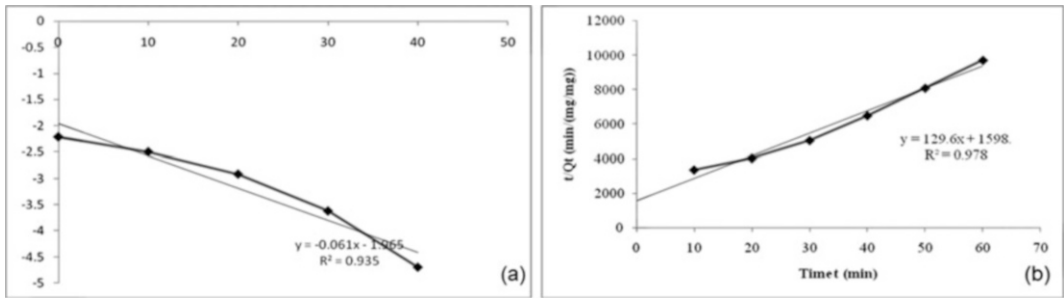 0
0 10 20 30 40 50
-0.5
-1
-1.5
-2
-2.5
-3
-3.5
-4
-4.5
-5
y = -0.061x - 1.965
R² = 0.935
(a)
12000
10000
8000
6000
4000
2000
0
t/Qt (min/(mg/mg))
y = 129.6x + 1598.
R² = 0.978
0 10 20 30 40 50 60 70
Time t (min)
(b)